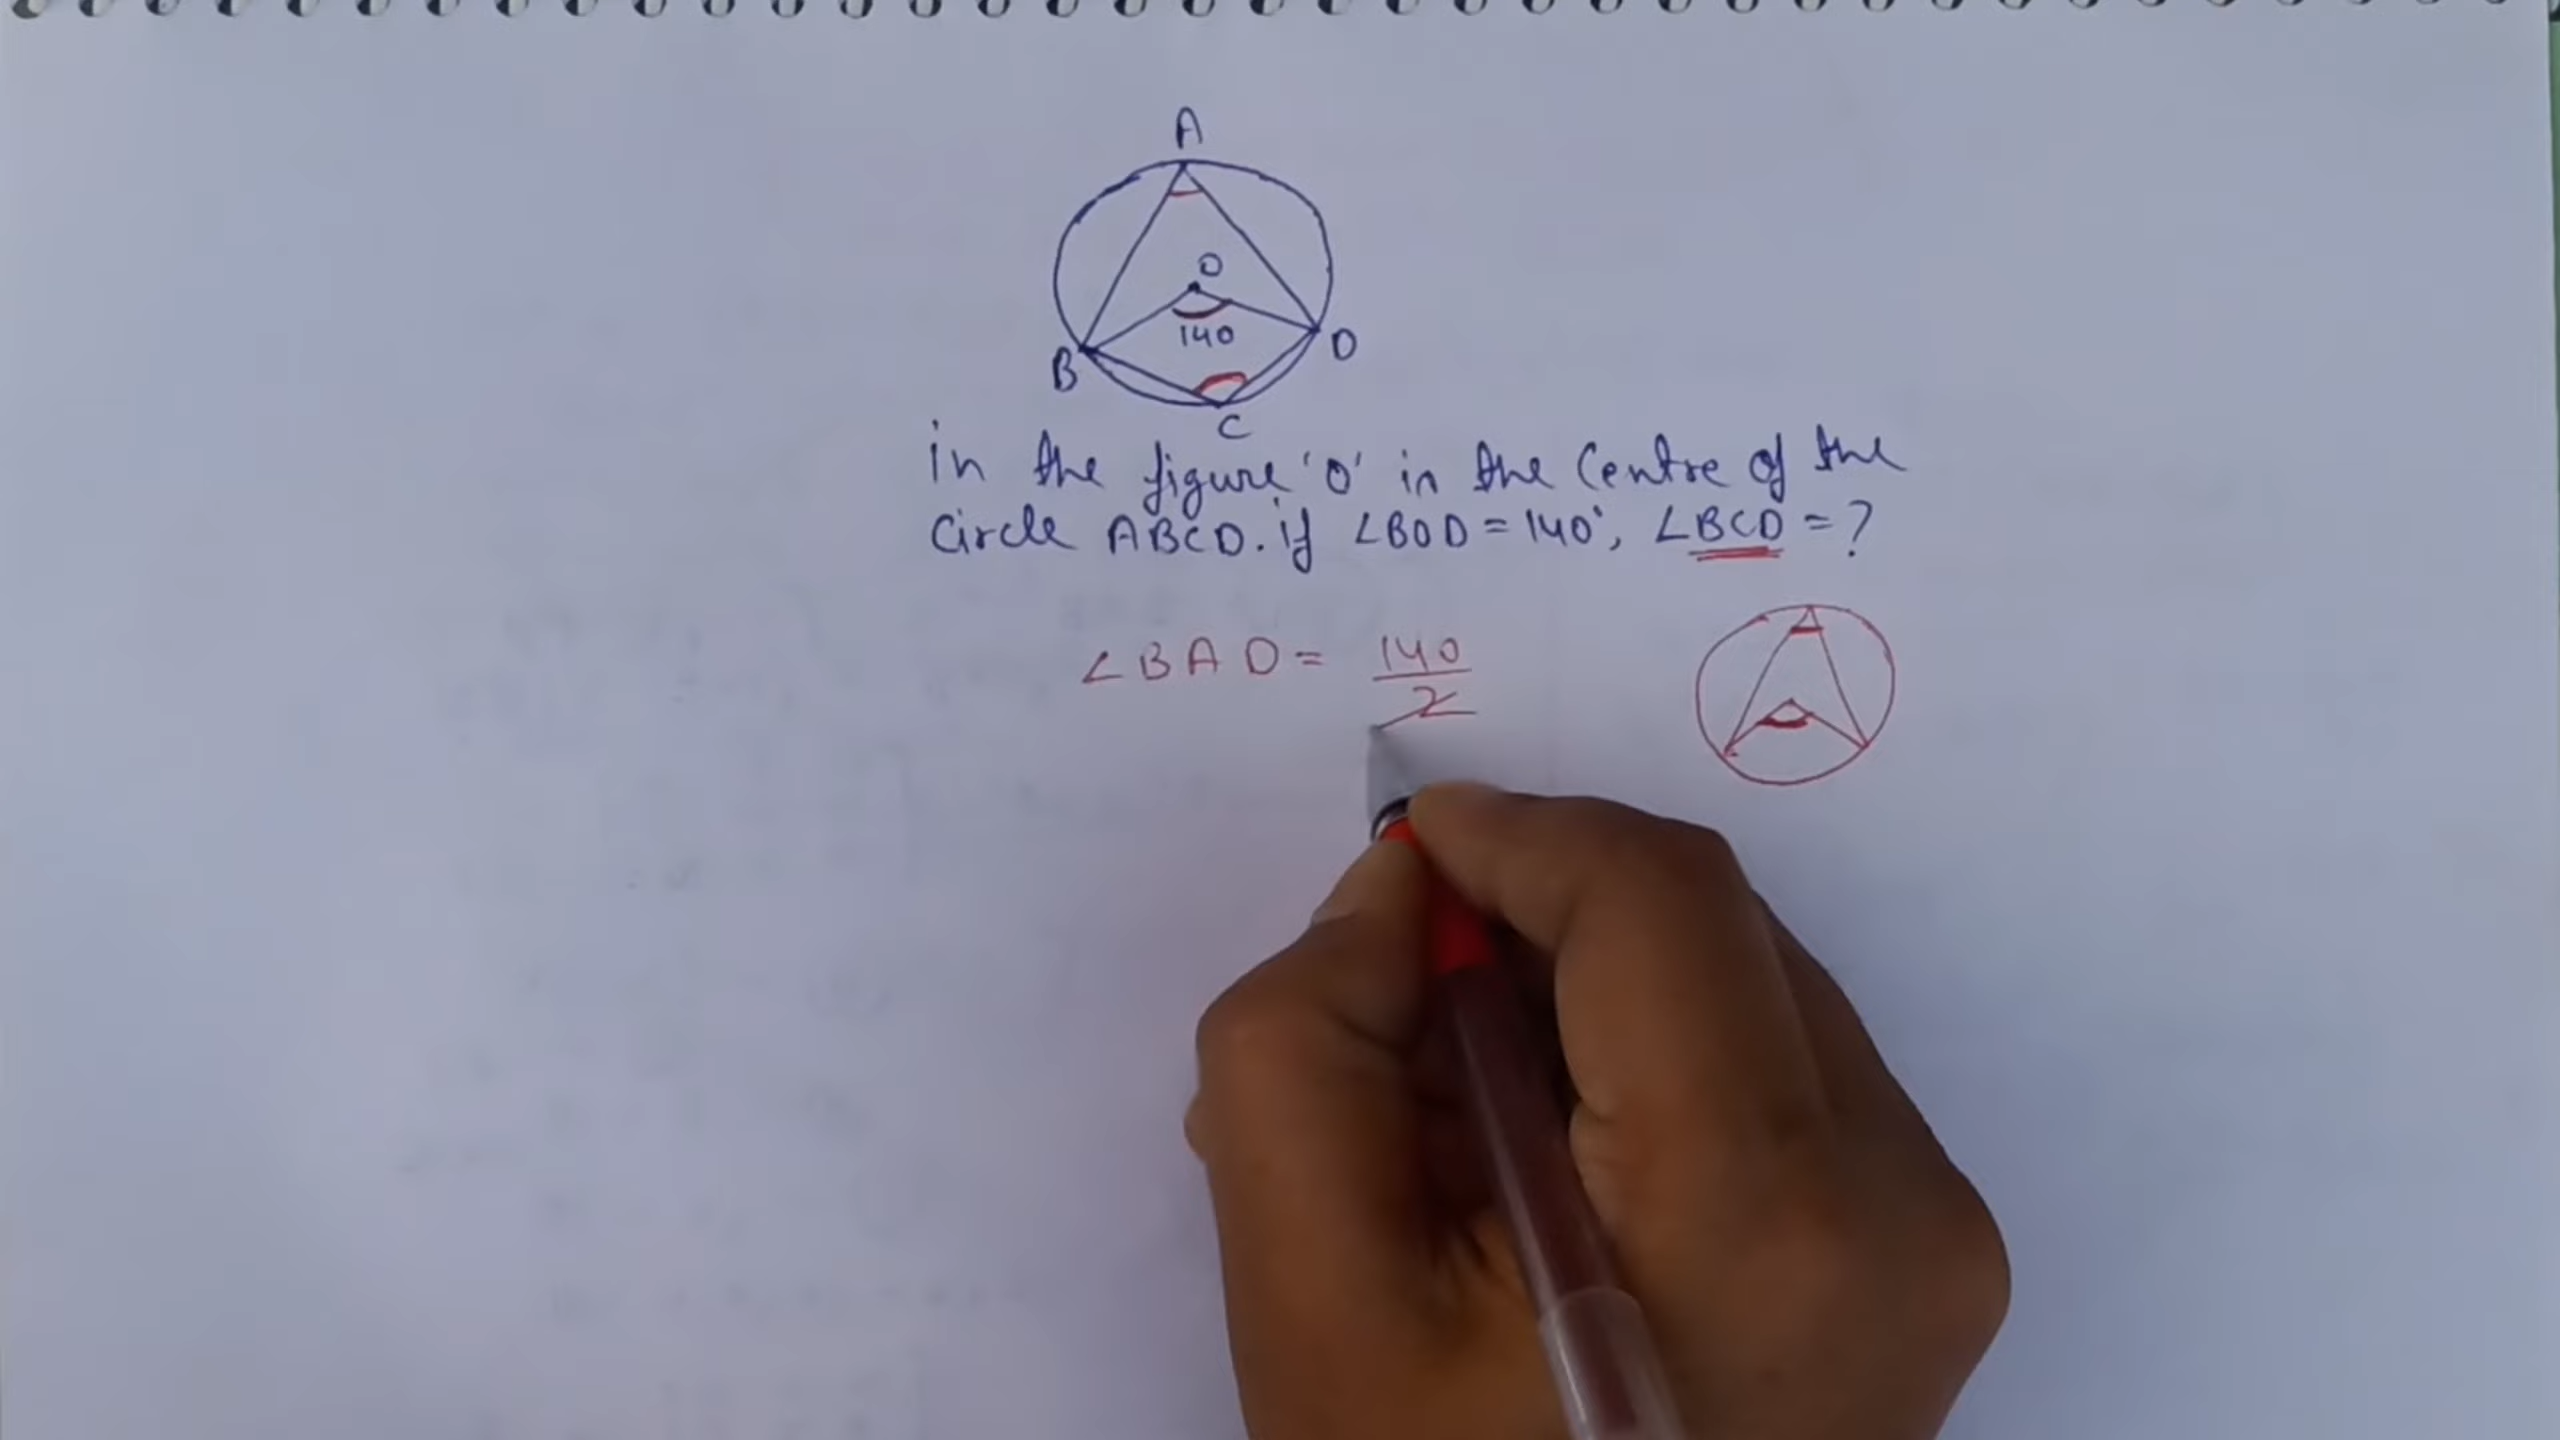 A
O
140
B
D
C
in the figure 'O' in the Centre of the
Circle ABCD. if ∠BOD = 140°, ∠BCD = ?
∠BAD = 140/2